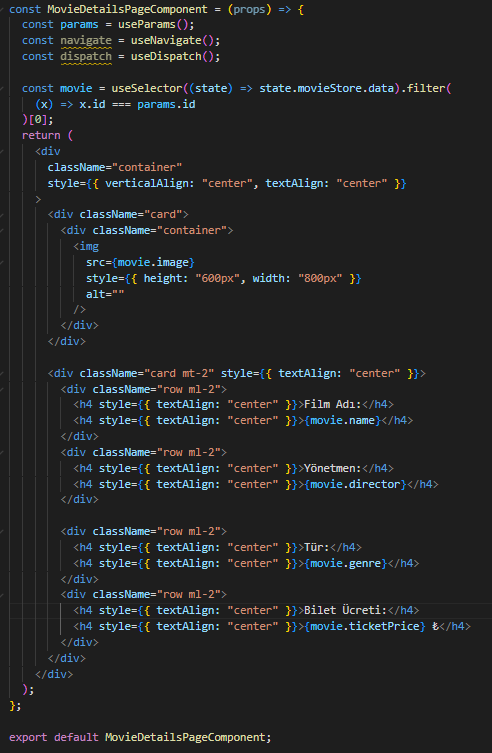 const MovieDetailsPageComponent = (props) => {
  const params = useParams();
  const navigate = useNavigate();
  const dispatch = useDispatch();

  const movie = useSelector((state) => state.movieStore.data).filter(
    (x) => x.id === params.id
  )[0];
  return (
    <div
      className="container"
      style={{ verticalAlign: "center", textAlign: "center" }}
    >
      <div className="card">
        <div className="container">
          <img
            src={movie.image}
            style={{ height: "600px", width: "800px" }}
            alt=""
          />
        </div>
      </div>

      <div className="card mt-2" style={{ textAlign: "center" }}>
        <div className="row ml-2">
          <h4 style={{ textAlign: "center" }}>Film Adı:</h4>
          <h4 style={{ textAlign: "center" }}>{movie.name}</h4>
        </div>
        <div className="row ml-2">
          <h4 style={{ textAlign: "center" }}>Yönetmen:</h4>
          <h4 style={{ textAlign: "center" }}>{movie.director}</h4>
        </div>

        <div className="row ml-2">
          <h4 style={{ textAlign: "center" }}>Tür:</h4>
          <h4 style={{ textAlign: "center" }}>{movie.genre}</h4>
        </div>
        <div className="row ml-2">
          <h4 style={{ textAlign: "center" }}>Bilet Ücreti:</h4>
          <h4 style={{ textAlign: "center" }}>{movie.ticketPrice} ₺</h4>
        </div>
      </div>
    </div>
  );
};

export default MovieDetailsPageComponent;